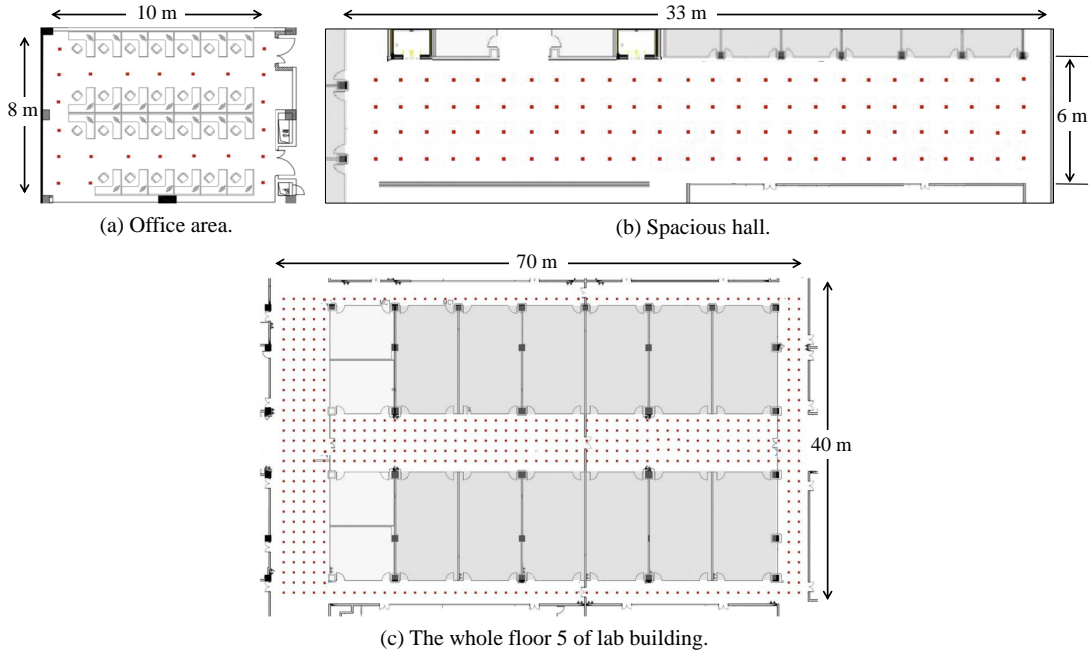 10 m
8 m
(a) Office area.
33 m
6 m
(b) Spacious hall.
70 m
40 m
(c) The whole floor 5 of lab building.